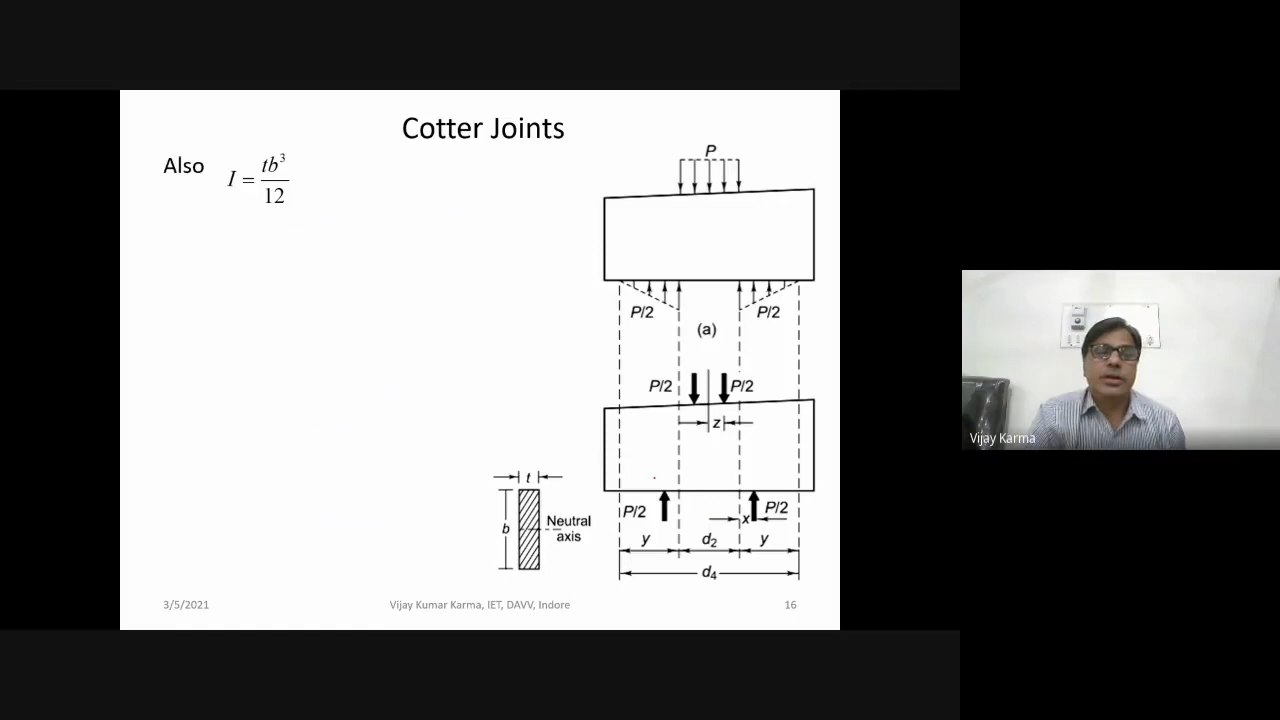 Cotter Joints
Also I = tb³/12
P
P/2 P/2
(a)
P/2 P/2
z
t
b
Neutral
axis
P/2 x P/2
y d₂ y
d₄
3/5/2021 Vijay Kumar Karma, IET, DAVV, Indore 16
Vijay Karma